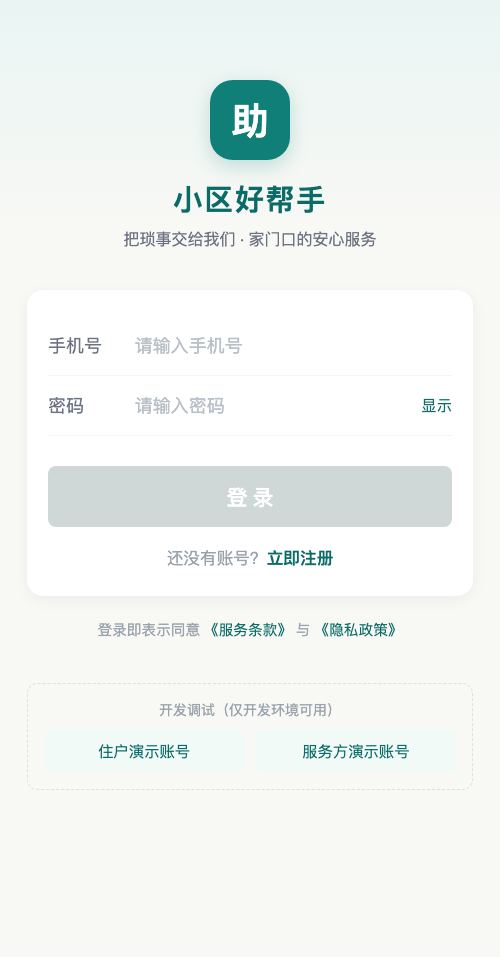 助
小区好帮手
把琐事交给我们 · 家门口的安心服务
手机号 请输入手机号
密码 请输入密码 显示
登录
还没有账号？立即注册
登录即表示同意《服务条款》与《隐私政策》
开发调试（仅开发环境可用）
住户演示账号 服务方演示账号